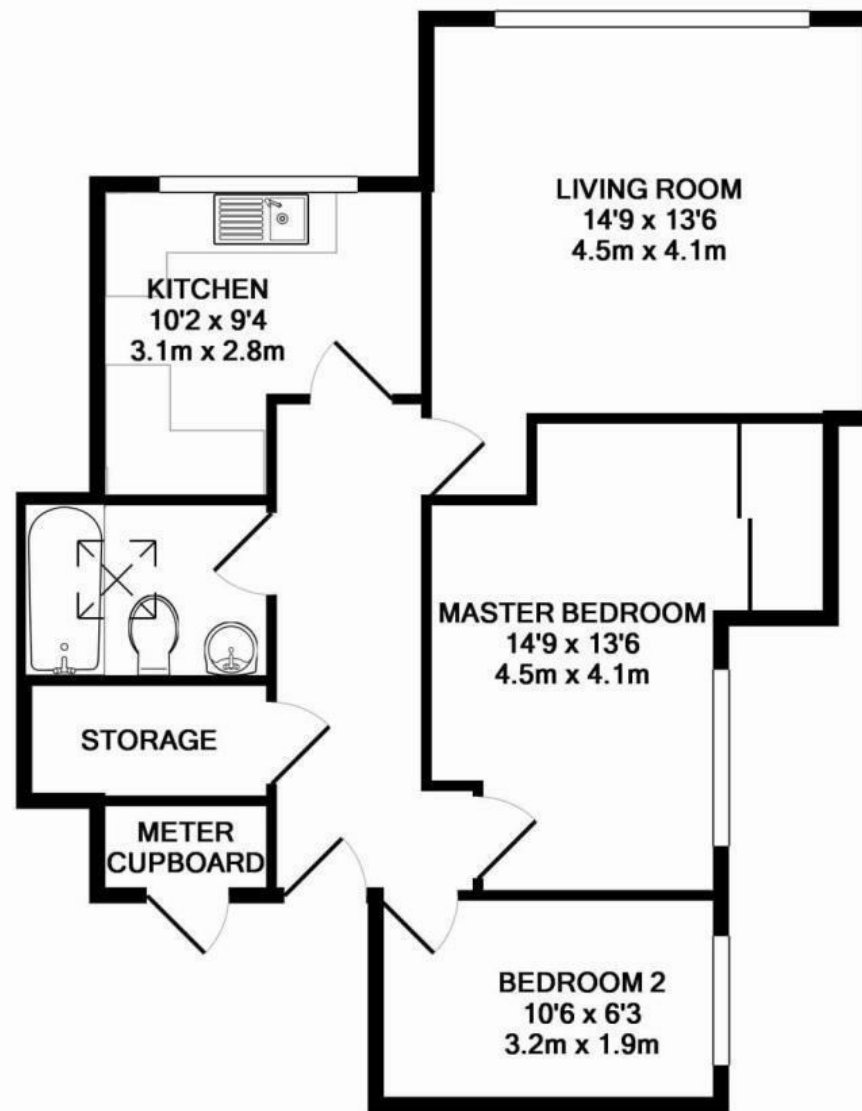 LIVING ROOM
14'9 x 13'6
4.5m x 4.1m
KITCHEN
10'2 x 9'4
3.1m x 2.8m
MASTER BEDROOM
14'9 x 13'6
4.5m x 4.1m
STORAGE
METER
CUPBOARD
BEDROOM 2
10'6 x 6'3
3.2m x 1.9m